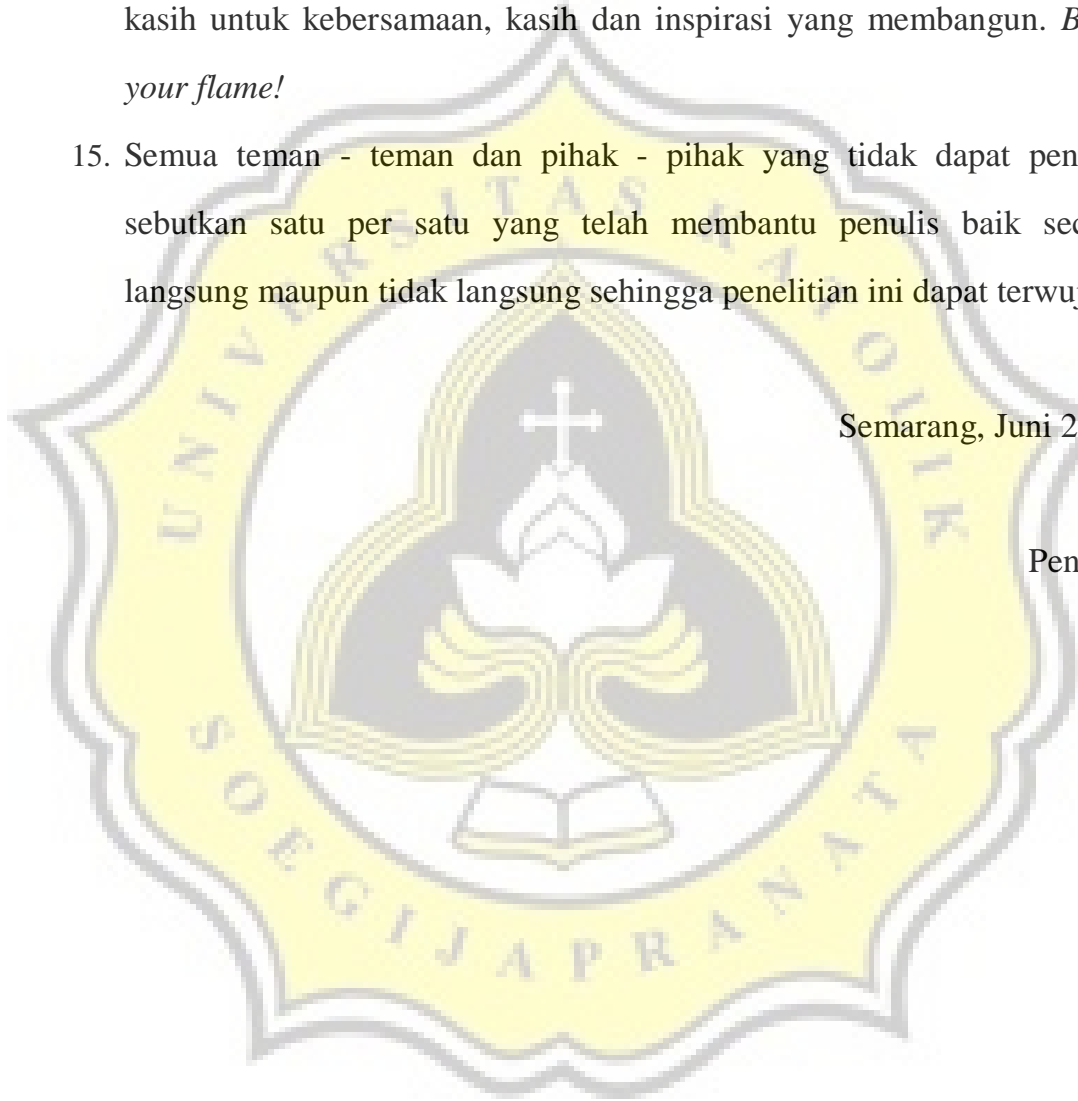 kasih untuk kebersamaan, kasih dan inspirasi yang membangun.
your flame!
15. Semua teman - teman dan pihak - pihak yang tidak dapat
sebutkan satu per satu yang telah membantu penulis baik
langsung maupun tidak langsung sehingga penelitian ini dapat
Semarang, Juni
UNIVERSITAS KATOLIK
SOEGIJAPRANATA